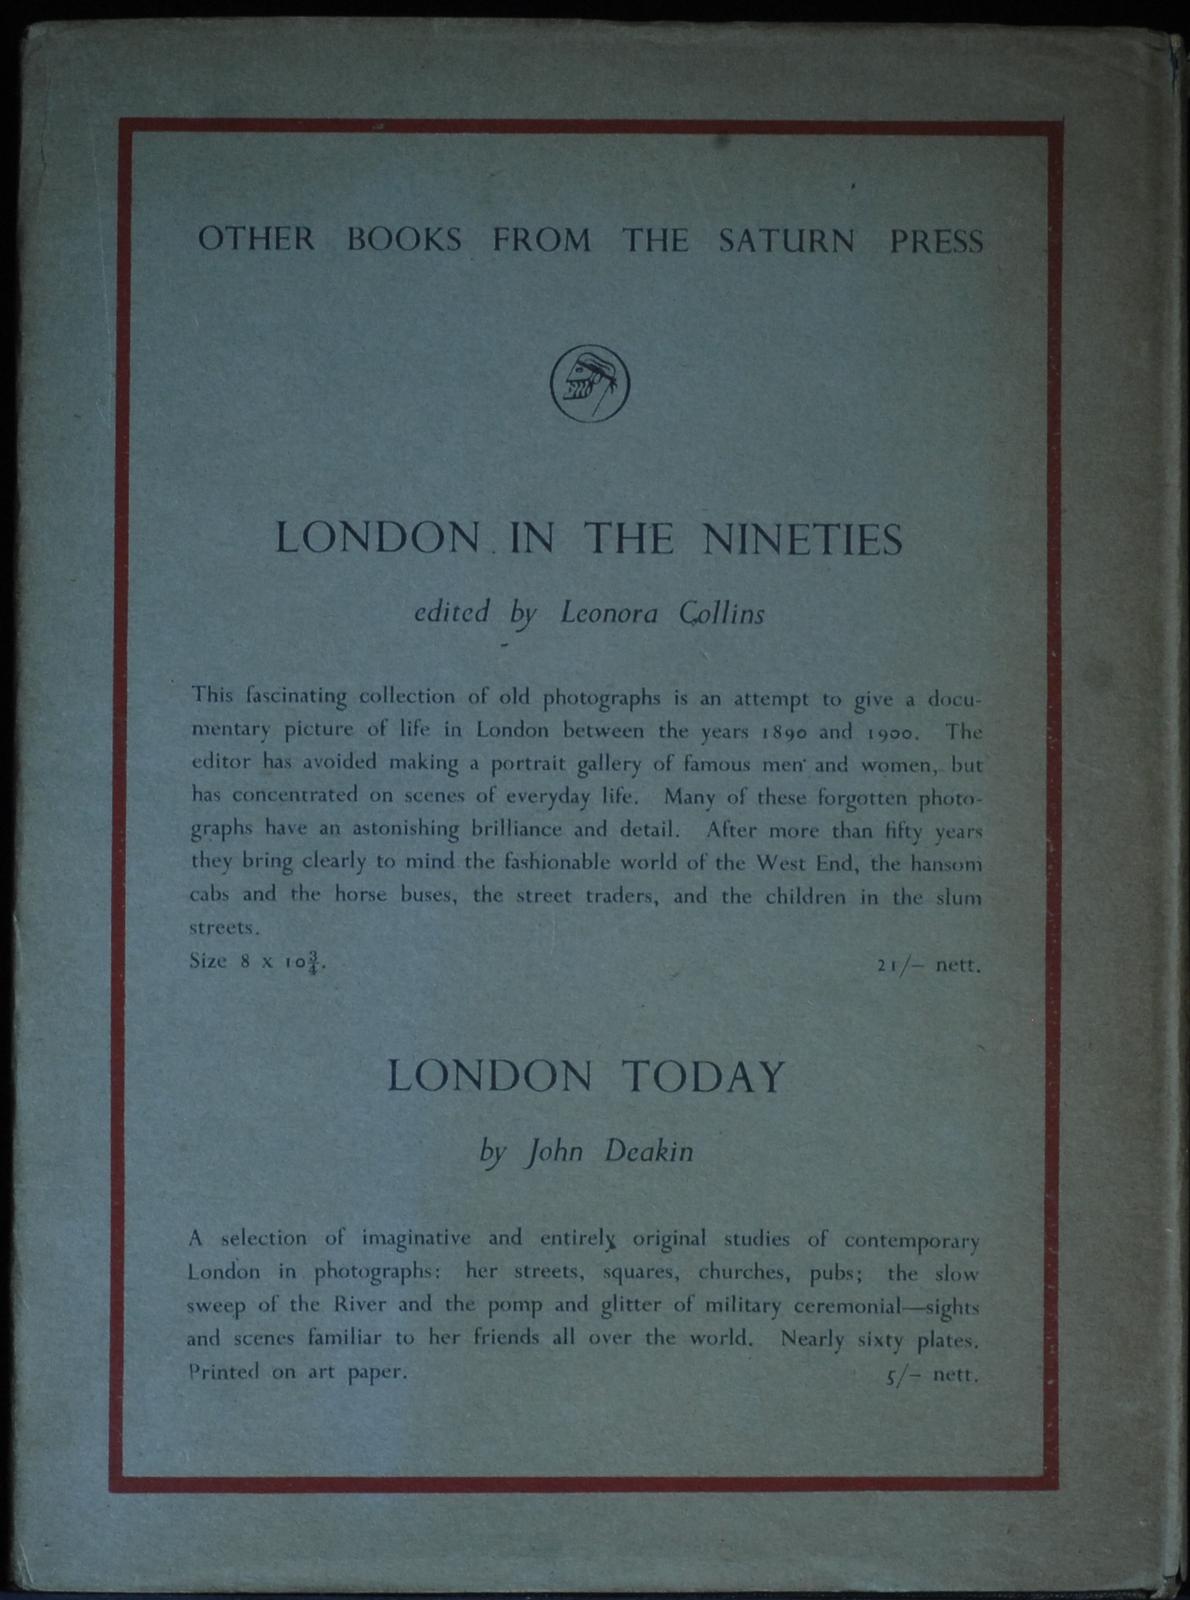 OTHER BOOKS FROM THE SATURN PRESS
LONDON IN THE NINETIES
edited by Leonora Collins
This fascinating collection of old photographs is an attempt to give a docu-
mentary picture of life in London between the years 1890 and 1900. The
editor has avoided making a portrait gallery of famous men and women, but
has concentrated on scenes of everyday life. Many of these forgotten photo-
graphs have an astonishing brilliance and detail. After more than fifty years
they bring clearly to mind the fashionable world of the West End, the hansom
cabs and the horse buses, the street traders, and the children in the slum
streets.
Size 8 x 10¾. 21/– nett.
LONDON TODAY
by John Deakin
A selection of imaginative and entirely original studies of contemporary
London in photographs: her streets, squares, churches, pubs; the slow
sweep of the River and the pomp and glitter of military ceremonial—sights
and scenes familiar to her friends all over the world. Nearly sixty plates.
Printed on art paper. 5/– nett.